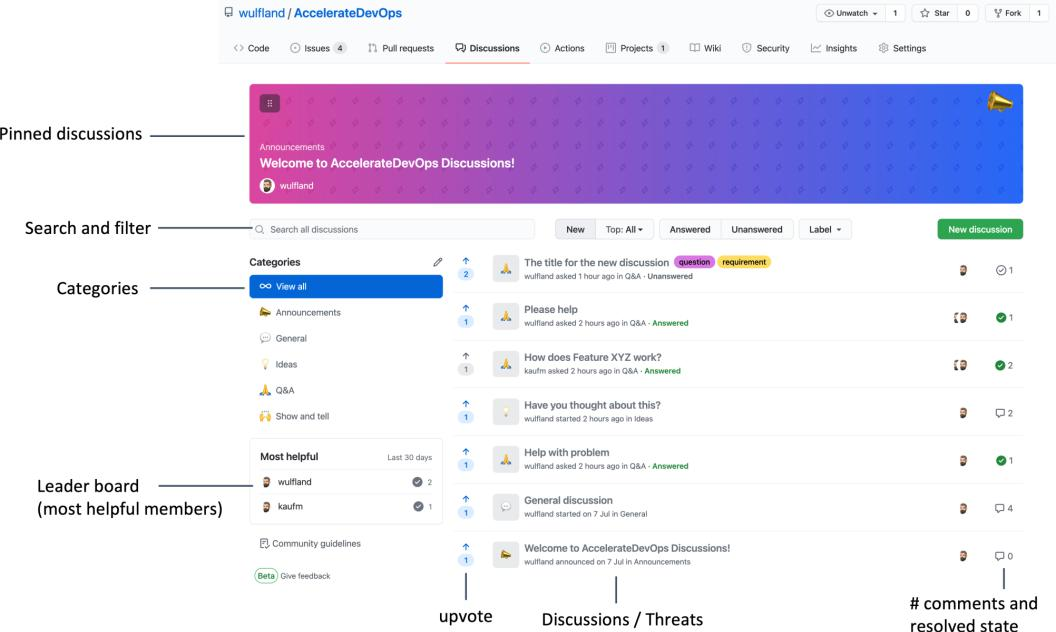 wulfland / AccelerateDevOps
Unwatch 1 Star 0 Fork 1
Code Issues 4 Pull requests Discussions Actions Projects 1 Wiki Security Insights Settings
Pinned discussions
Announcements
Welcome to AccelerateDevOps Discussions!
wulfland
Search and filter
Search all discussions
New Top: All Answered Unanswered Label New discussion
Categories
Categories
View all
Announcements
General
Ideas
Q&A
Show and tell
Leader board
(most helpful members)
Most helpful Last 30 days
wulfland 2
kaufm 1
Community guidelines
Beta Give feedback
2 The title for the new discussion question requirement 1
wulfland asked 1 hour ago in Q&A · Unanswered
1 Please help 1
wulfland asked 2 hours ago in Q&A · Answered
1 How does Feature XYZ work? 2
kaufm asked 2 hours ago in Q&A · Answered
1 Have you thought about this? 2
wulfland started 2 hours ago in Ideas
1 Help with problem 1
wulfland asked 2 hours ago in Q&A · Answered
1 General discussion 4
wulfland started on 7 Jul in General
1 Welcome to AccelerateDevOps Discussions! 0
wulfland announced on 7 Jul in Announcements
upvote
Discussions / Threats
# comments and
resolved state